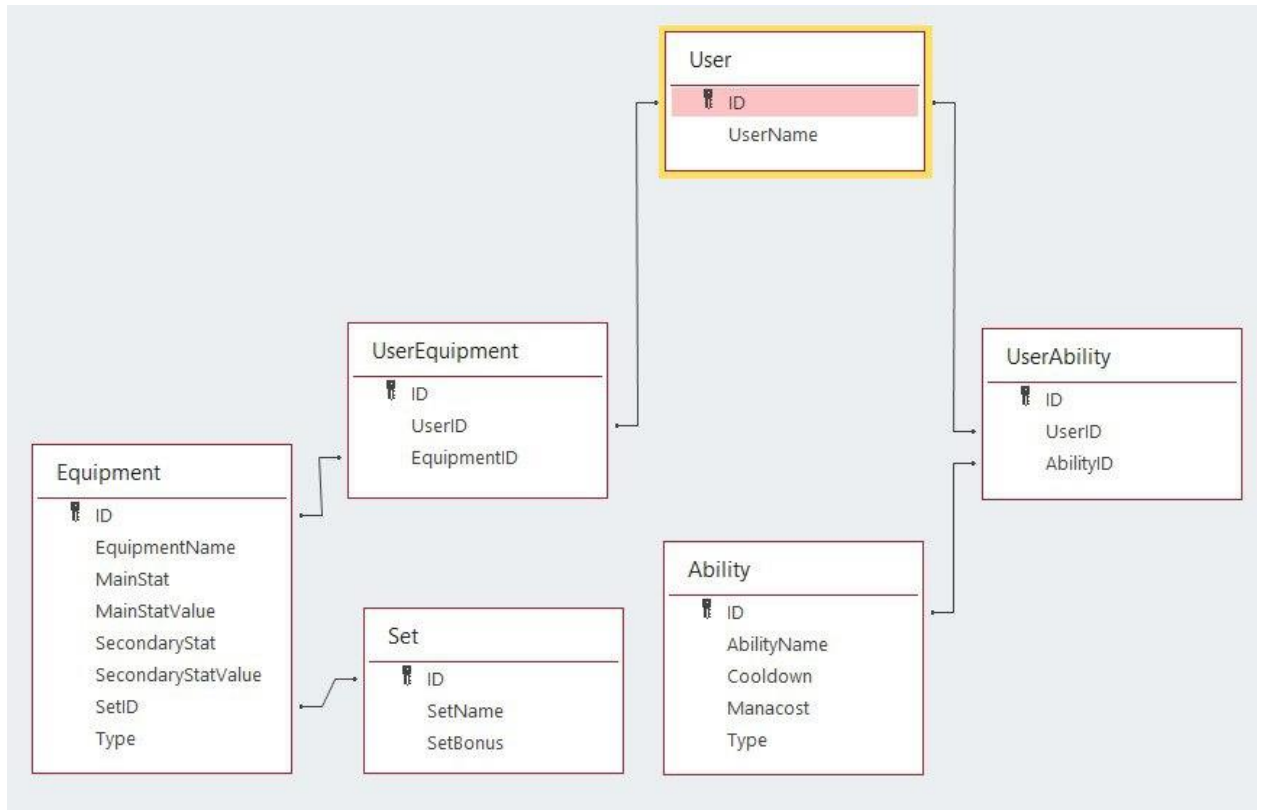 User
ID
UserName
UserEquipment
ID
UserID
EquipmentID
UserAbility
ID
UserID
AbilityID
Equipment
ID
EquipmentName
MainStat
MainStatValue
SecondaryStat
SecondaryStatValue
SetID
Type
Set
ID
SetName
SetBonus
Ability
ID
AbilityName
Cooldown
Manacost
Type